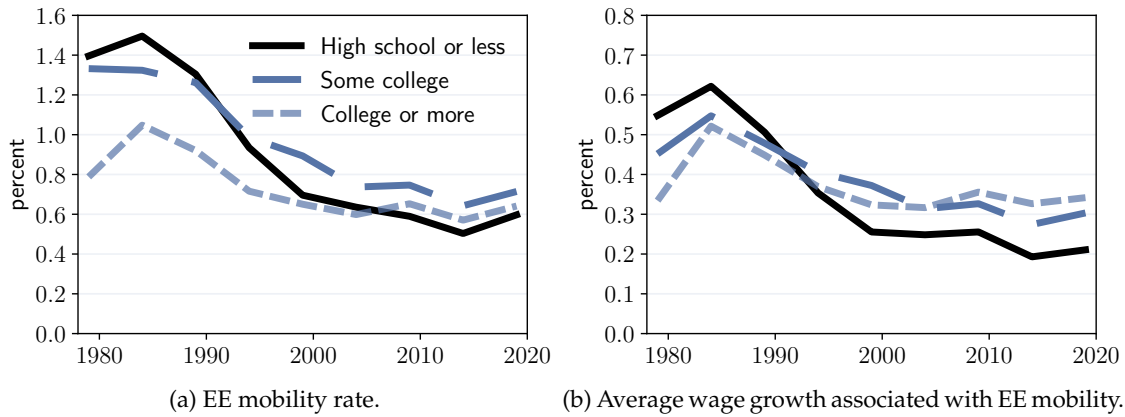 1.6
1.4
1.2
1.0
0.8
0.6
0.4
0.2
0.0
percent
High school or less
Some college
College or more
1980 1990 2000 2010 2020
(a) EE mobility rate.
0.8
0.7
0.6
0.5
0.4
0.3
0.2
0.1
0.0
percent
1980 1990 2000 2010 2020
(b) Average wage growth associated with EE mobility.